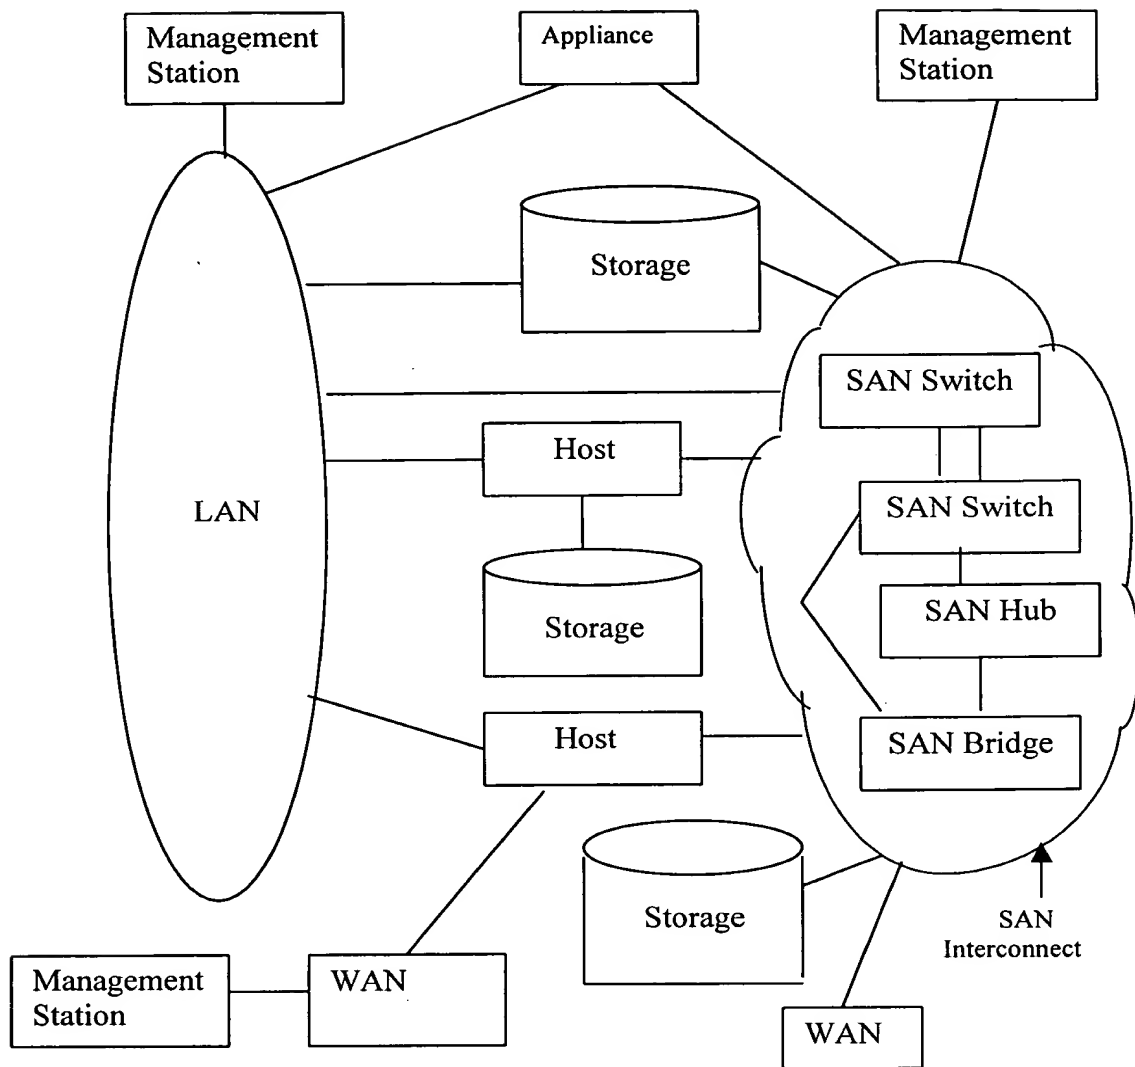 Management
Station
Appliance
Management
Station
Storage
SAN Switch
Host
LAN
SAN Switch
SAN Hub
Storage
Host
SAN Bridge
Storage
SAN
Interconnect
Management
Station
WAN
WAN